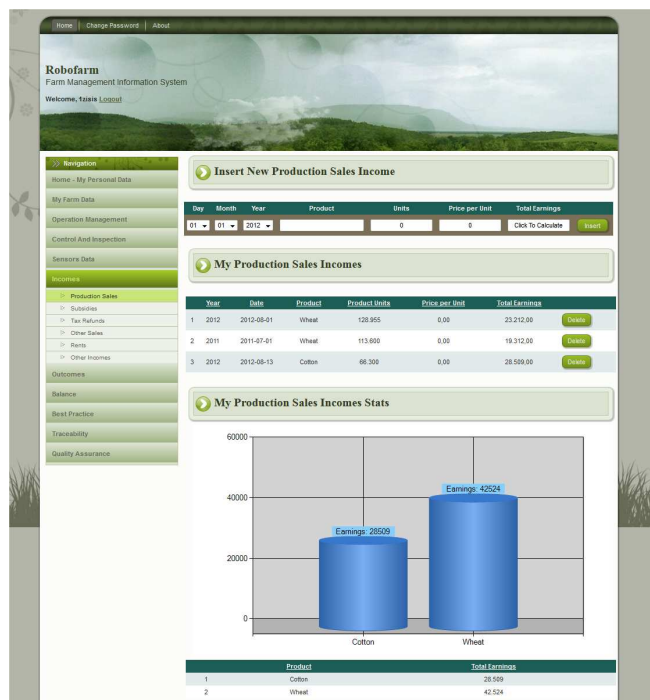 Home Change Password About
Robofarm
Farm Management Information System
Welcome, tzisis Logout
Navigation
Home - My Personal Data
My Farm Data
Operation Management
Control And Inspection
Sensors Data
Incomes
Production Sales
Subsidies
Tax Refunds
Other Sales
Rents
Other Incomes
Outcomes
Balance
Best Practice
Traceability
Quality Assurance
Insert New Production Sales Income
Day Month Year Product Units Price per Unit Total Earnings
01 01 2012 0 0 Click To Calculate Insert
My Production Sales Incomes
Year Date Product Product Units Price per Unit Total Earnings
1 2012 2012-08-01 Wheat 128.955 0,00 23.212,00 Delete
2 2011 2011-07-01 Wheat 113.600 0,00 19.312,00 Delete
3 2012 2012-08-13 Cotton 66.300 0,00 28.509,00 Delete
My Production Sales Incomes Stats
60000
40000
20000
0
Earnings: 42524
Earnings: 28509
Cotton Wheat
Product Total Earnings
1 Cotton 28.509
2 Wheat 42.524